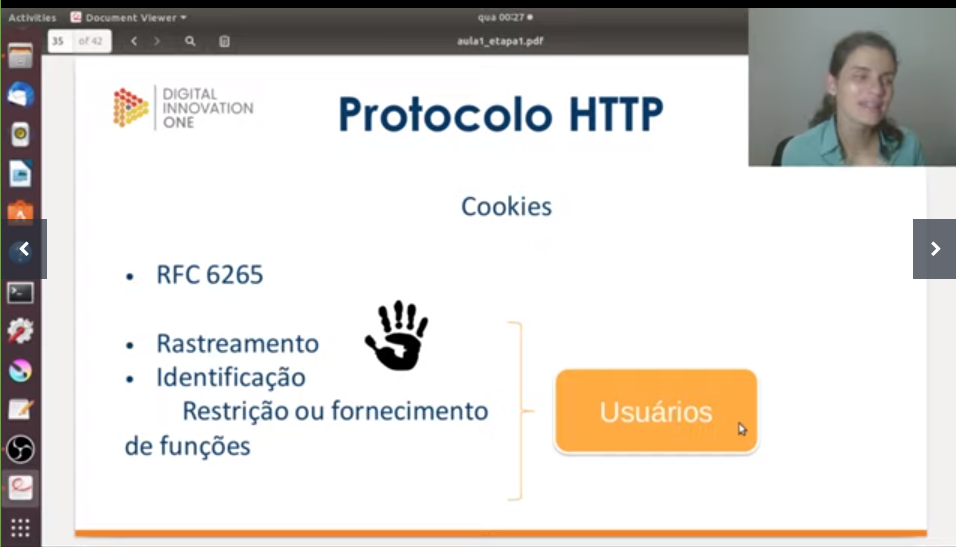 Activities
Document Viewer
qua 00:27
35 of 42
aula1_etapa1.pdf
DIGITAL
INNOVATION
ONE
Protocolo HTTP
Cookies
• RFC 6265
• Rastreamento
• Identificação
Restrição ou fornecimento
de funções
Usuários